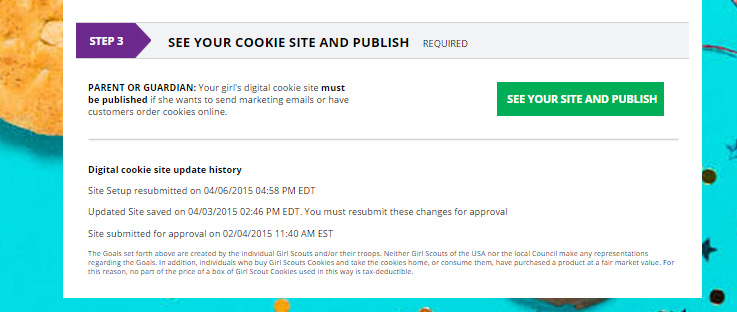 STEP 3
SEE YOUR COOKIE SITE AND PUBLISH REQUIRED
PARENT OR GUARDIAN: Your girl's digital cookie site must
be published if she wants to send marketing emails or have
customers order cookies online.
SEE YOUR SITE AND PUBLISH
Digital cookie site update history
Site Setup resubmitted on 04/06/2015 04:58 PM EDT
Updated Site saved on 04/03/2015 02:46 PM EDT. You must resubmit these changes for approval
Site submitted for approval on 02/04/2015 11:40 AM EST
The Goals set forth above are created by the individual Girl Scouts and/or their troops. Neither Girl Scouts of the USA nor the local Council make any representations
regarding the Goals. In addition, individuals who buy Girl Scouts Cookies and take the cookies home, or consume them, have purchased a product at a fair market value. For
this reason, no part of the price of a box of Girl Scout Cookies used in this way is tax-deductible.